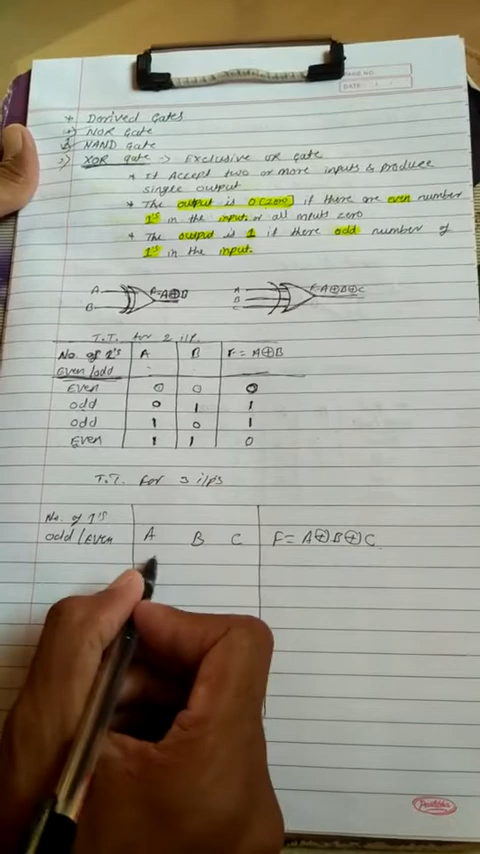 PAGE NO.
DATE
* Derived Gates
1) NOR Gate
2) NAND Gate
3) XOR gate -> Exclusive OR gate
* It Accept two or more inputs & produce
single output
* The output is 0 (zero) if there are even number
1's in the input or all inputs zero
* The output is 1 if there odd number of
1's in the input.
A B F=A⊕B
A B C F=A⊕B⊕C
T.T. for 2 i/p.
No. of 1's A B F=A⊕B
Even/odd
Even 0 0 0
odd 0 1 1
odd 1 0 1
Even 1 1 0
T.T. for 3 i/p's
No. of 1's
odd/Even A B C F= A⊕B⊕C